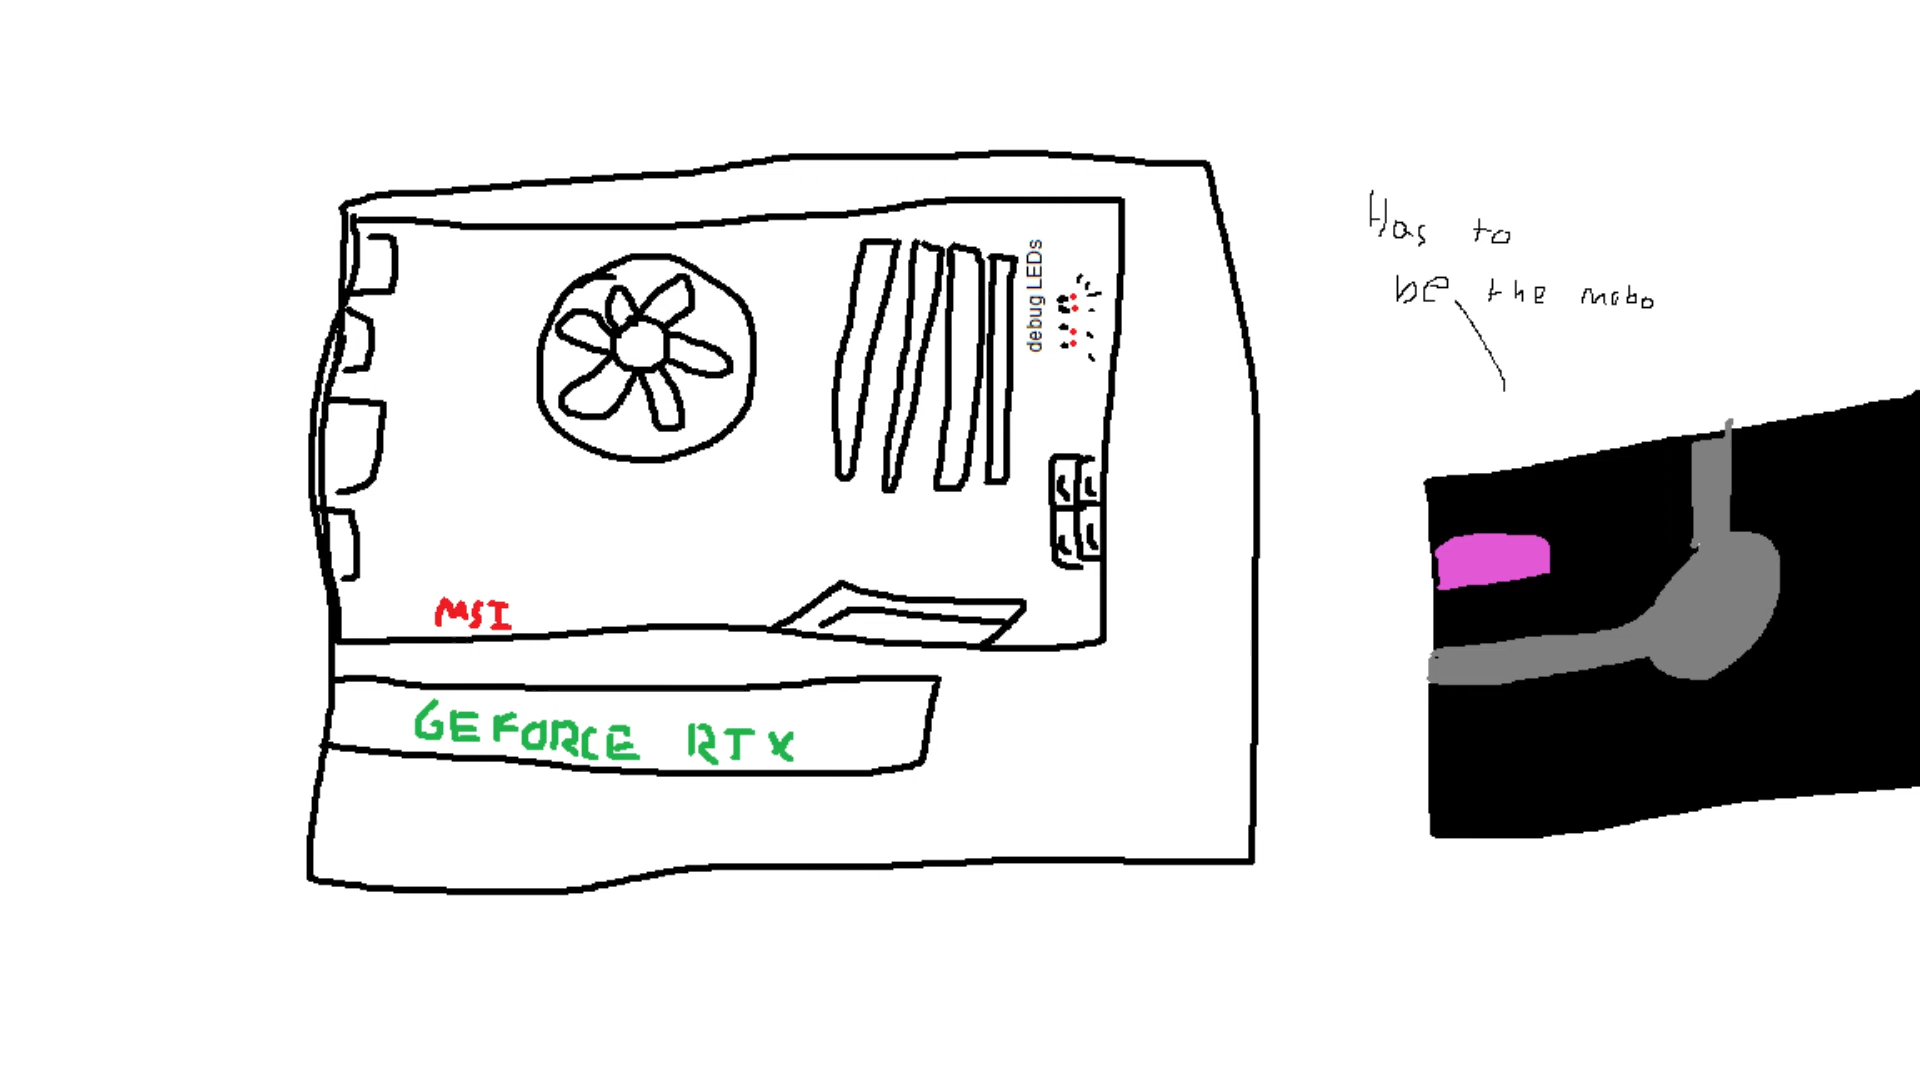 debug LEDs
MSI
GEFORCE RTX
Has to
be the mobo